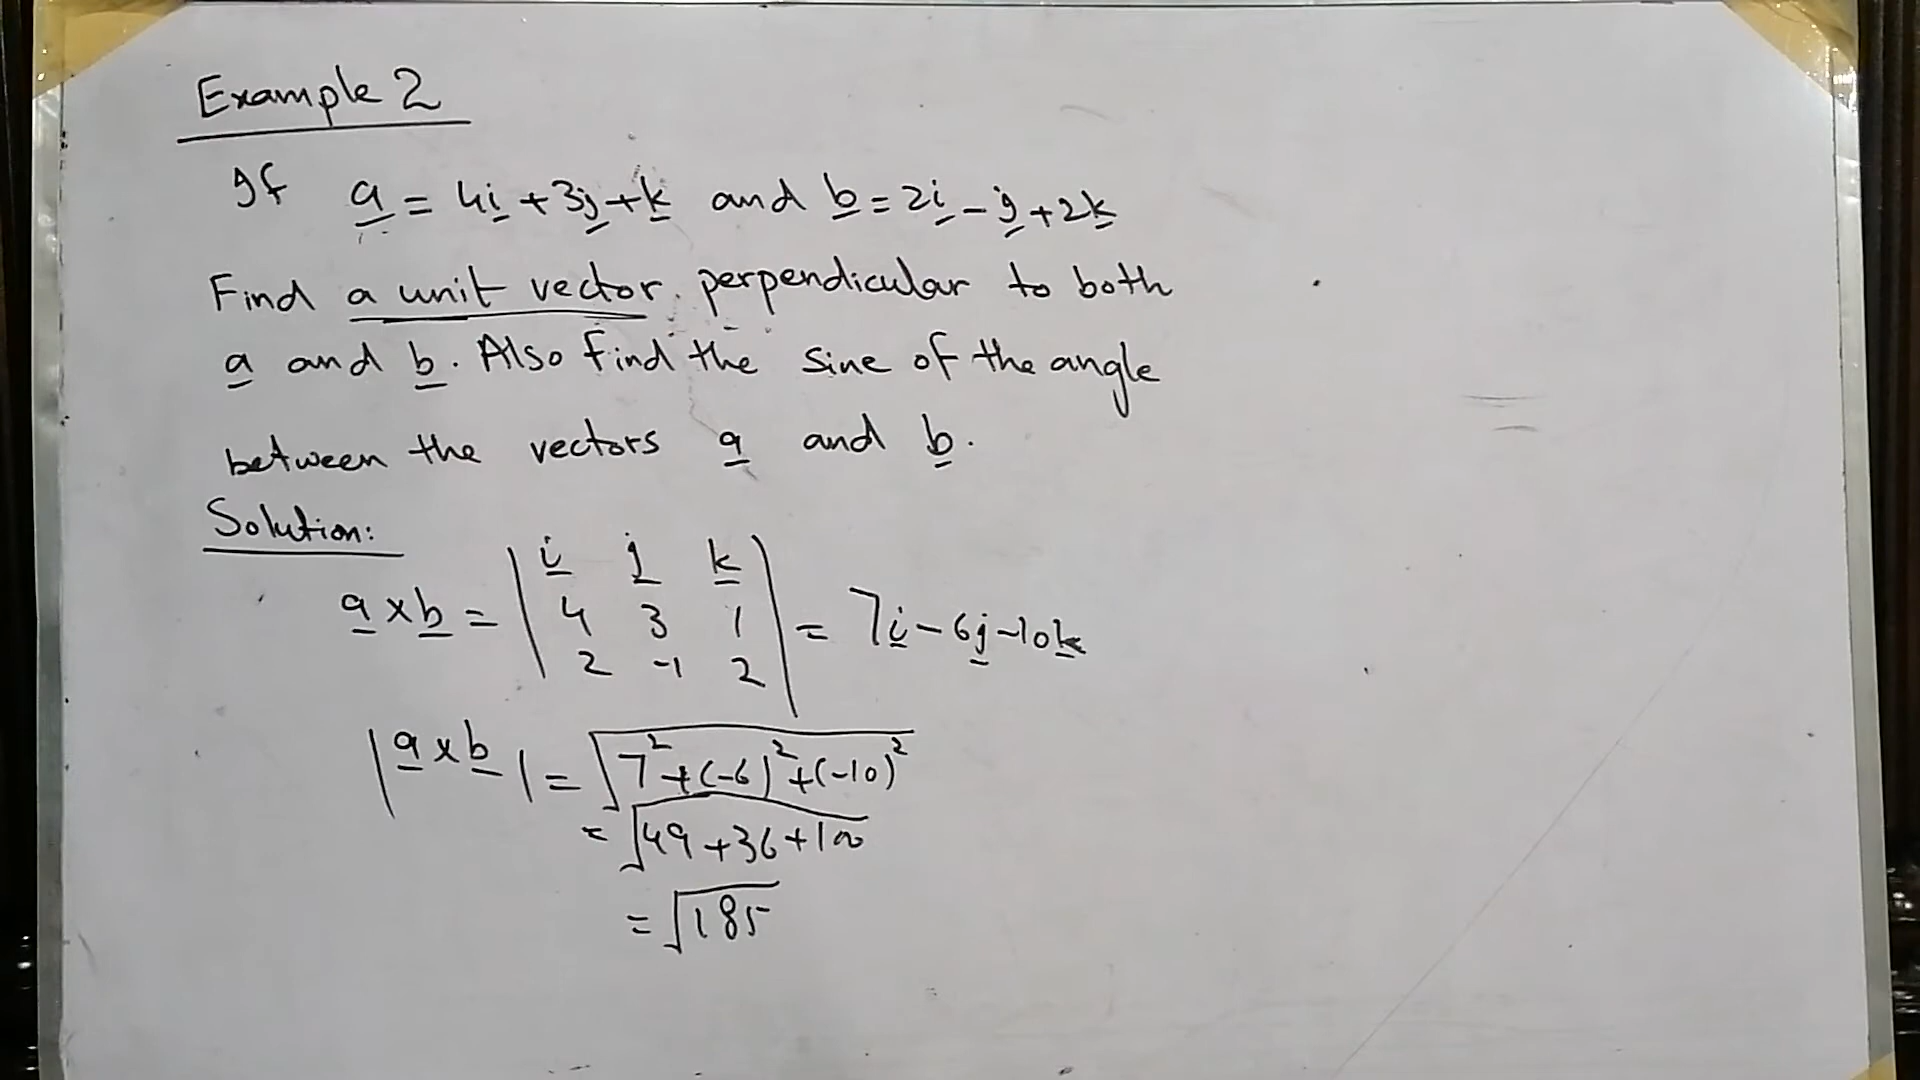 Example 2
If a = 4i + 3j + k and b = 2i - j + 2k
Find a unit vector perpendicular to both
a and b. Also find the sine of the angle
between the vectors a and b.
Solution:
a × b = | i j k
4 3 1
2 -1 2 | = 7i - 6j - 10k
|a × b| = √7² + (-6)² + (-10)²
= √49 + 36 + 100
= √185